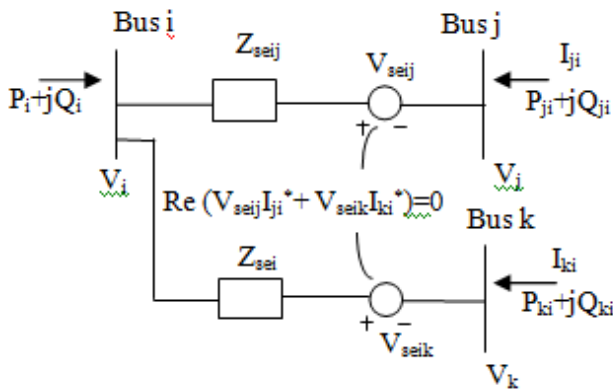 Bus i
Bus j
Z_seij
V_seij
I_ji
P_i+jQ_i
+ −
P_ji+jQ_ji
V_i
V_j
Re (V_seij I_ji^* + V_seik I_ki^*)=0
Bus k
Z_sei
I_ki
+ −
P_ki+jQ_ki
V_seik
V_k